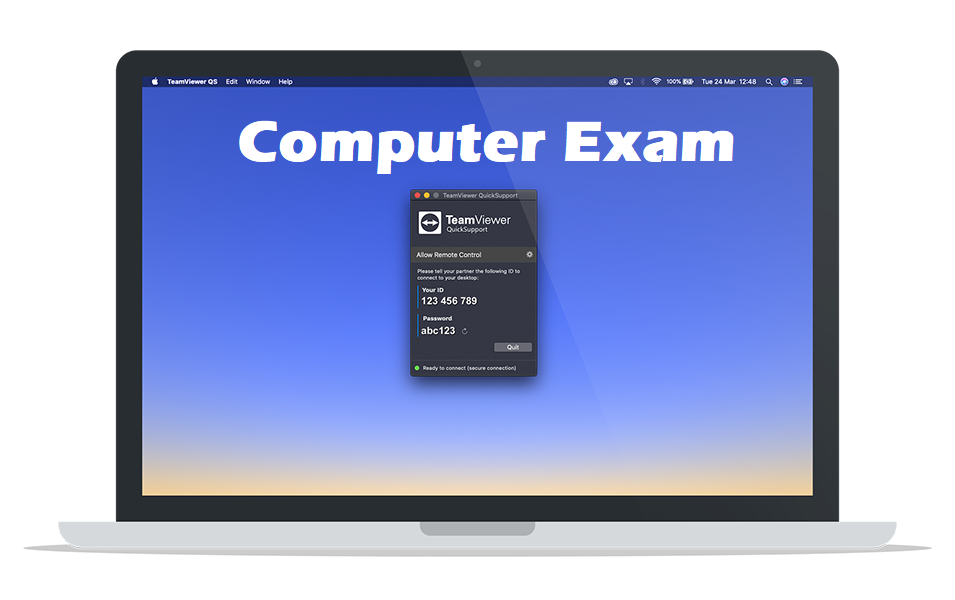 TeamViewer QS Edit Window Help 100% Tue 24 Mar 12:48
Computer Exam
TeamViewer QuickSupport
TeamViewer
QuickSupport
Allow Remote Control
Please tell your partner the following ID to
connect to your desktop:
Your ID
123 456 789
Password
abc123
Quit
Ready to connect (secure connection)